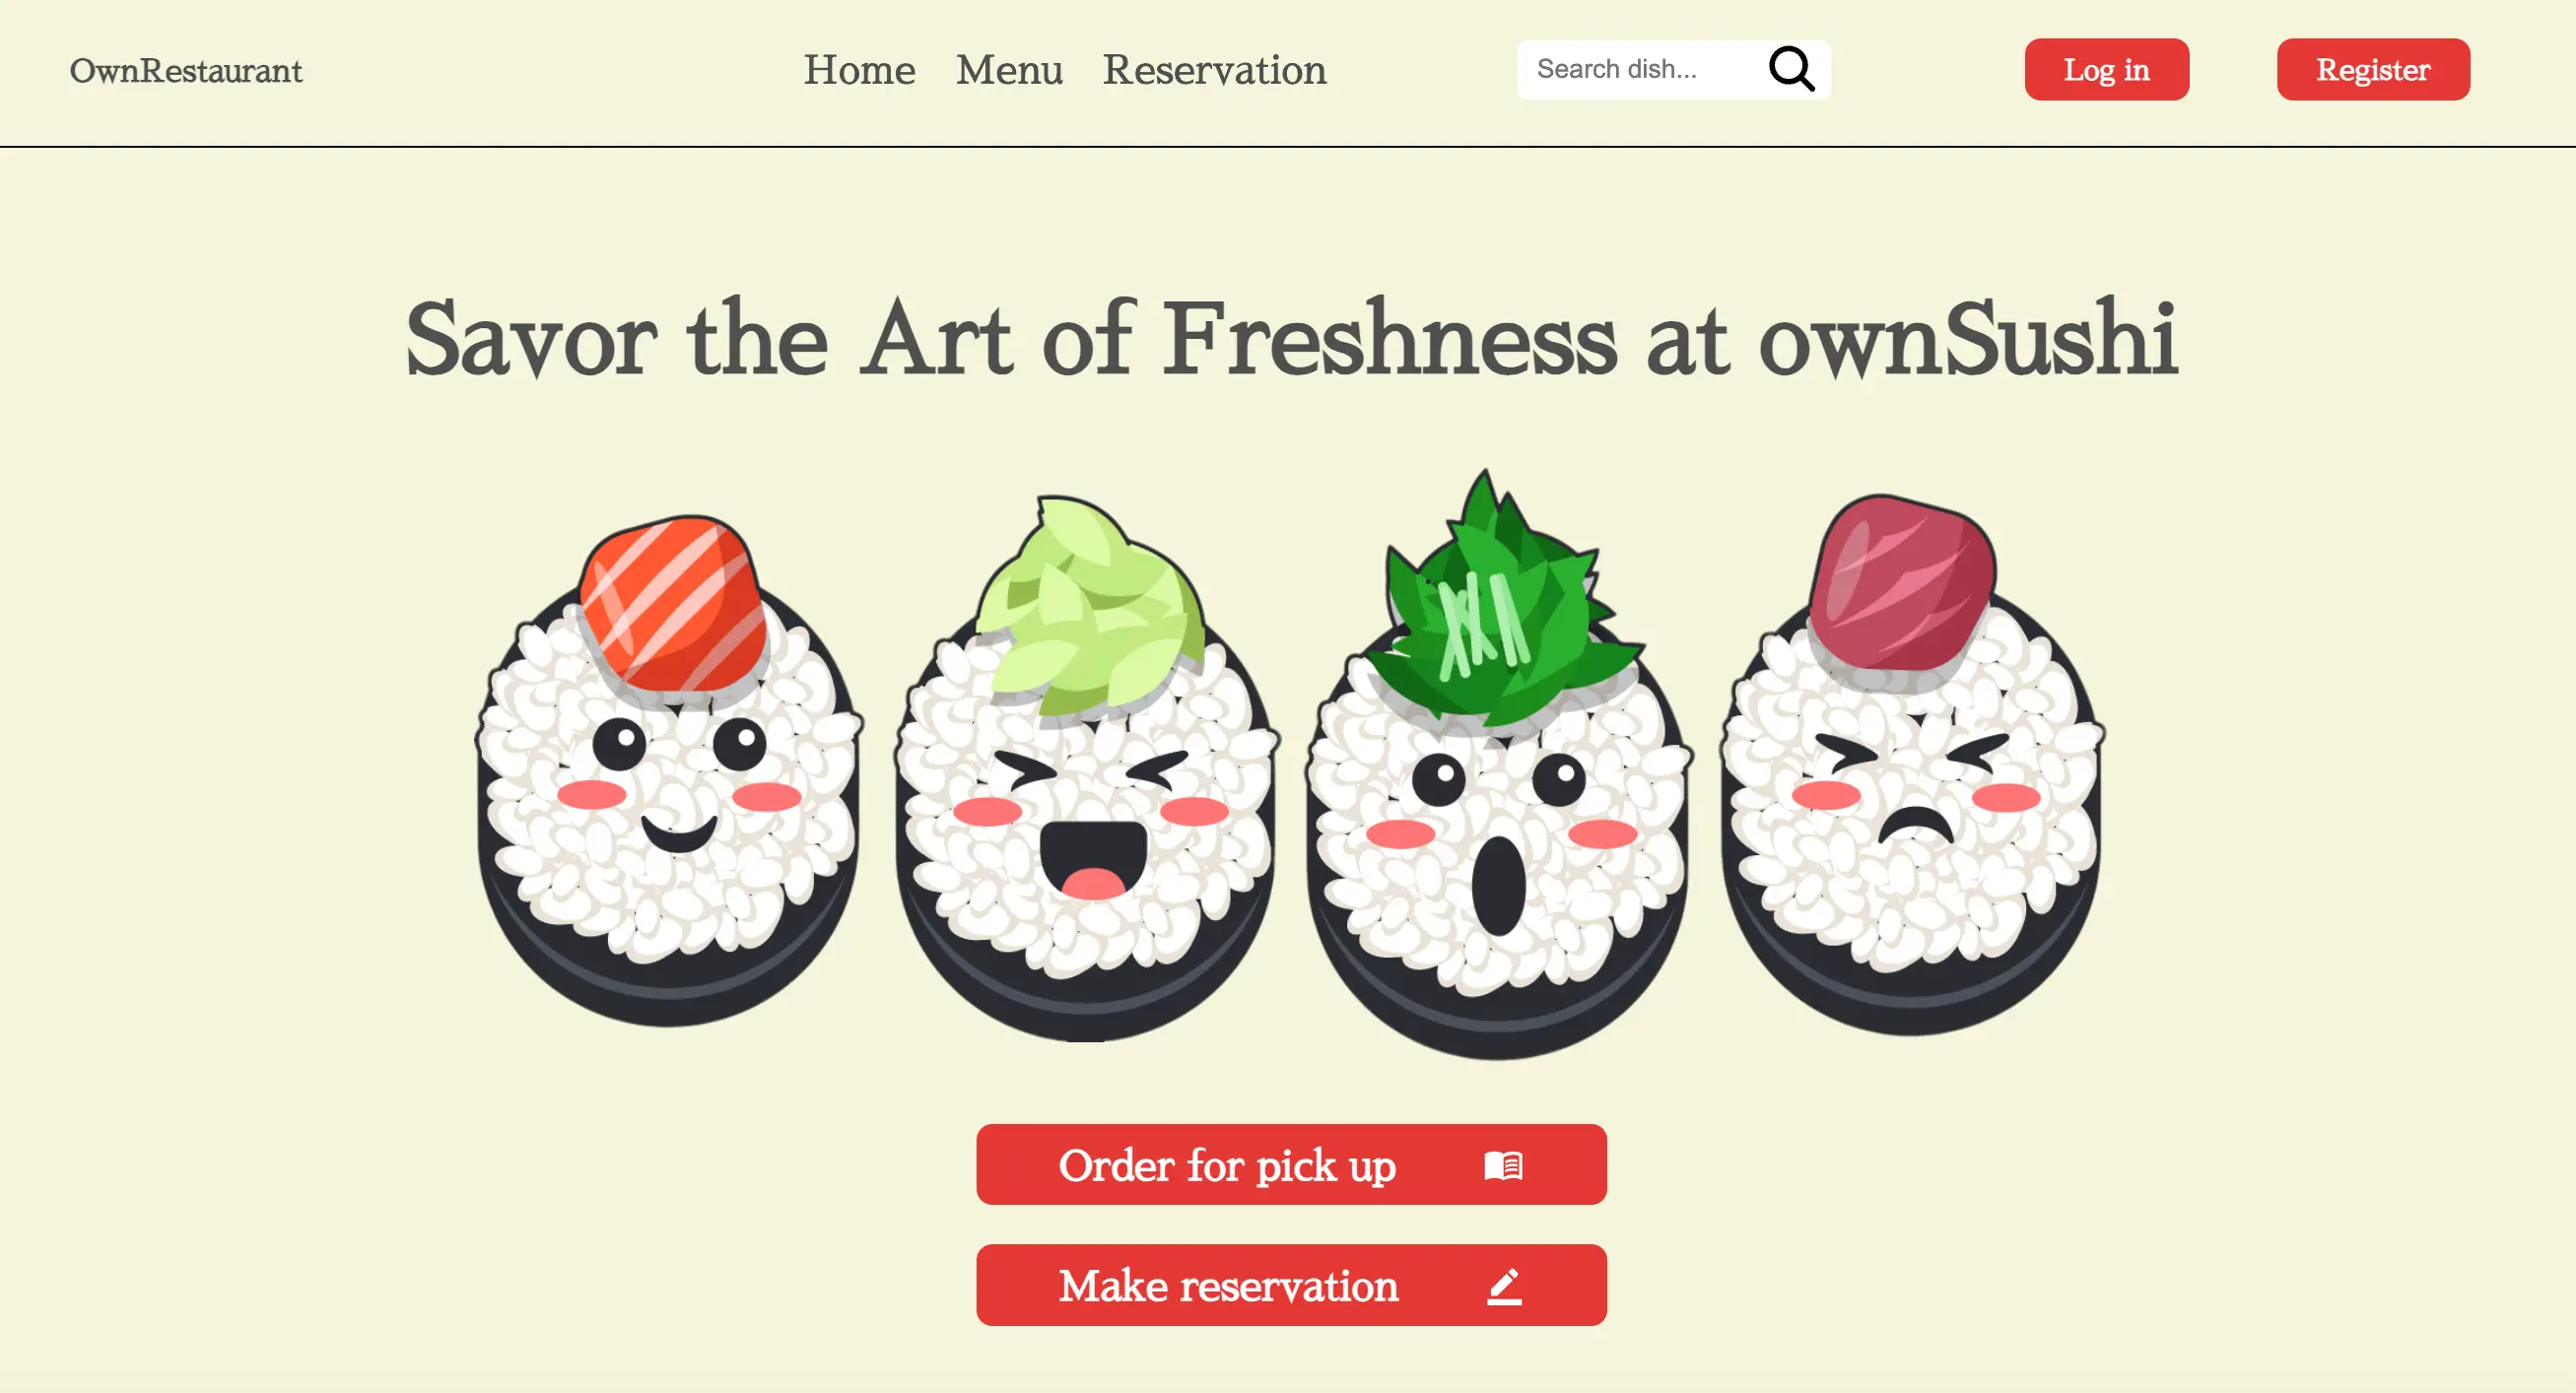 OwnRestaurant
Home Menu Reservation
Search dish...
Log in
Register
Savor the Art of Freshness at ownSushi
Order for pick up
Make reservation